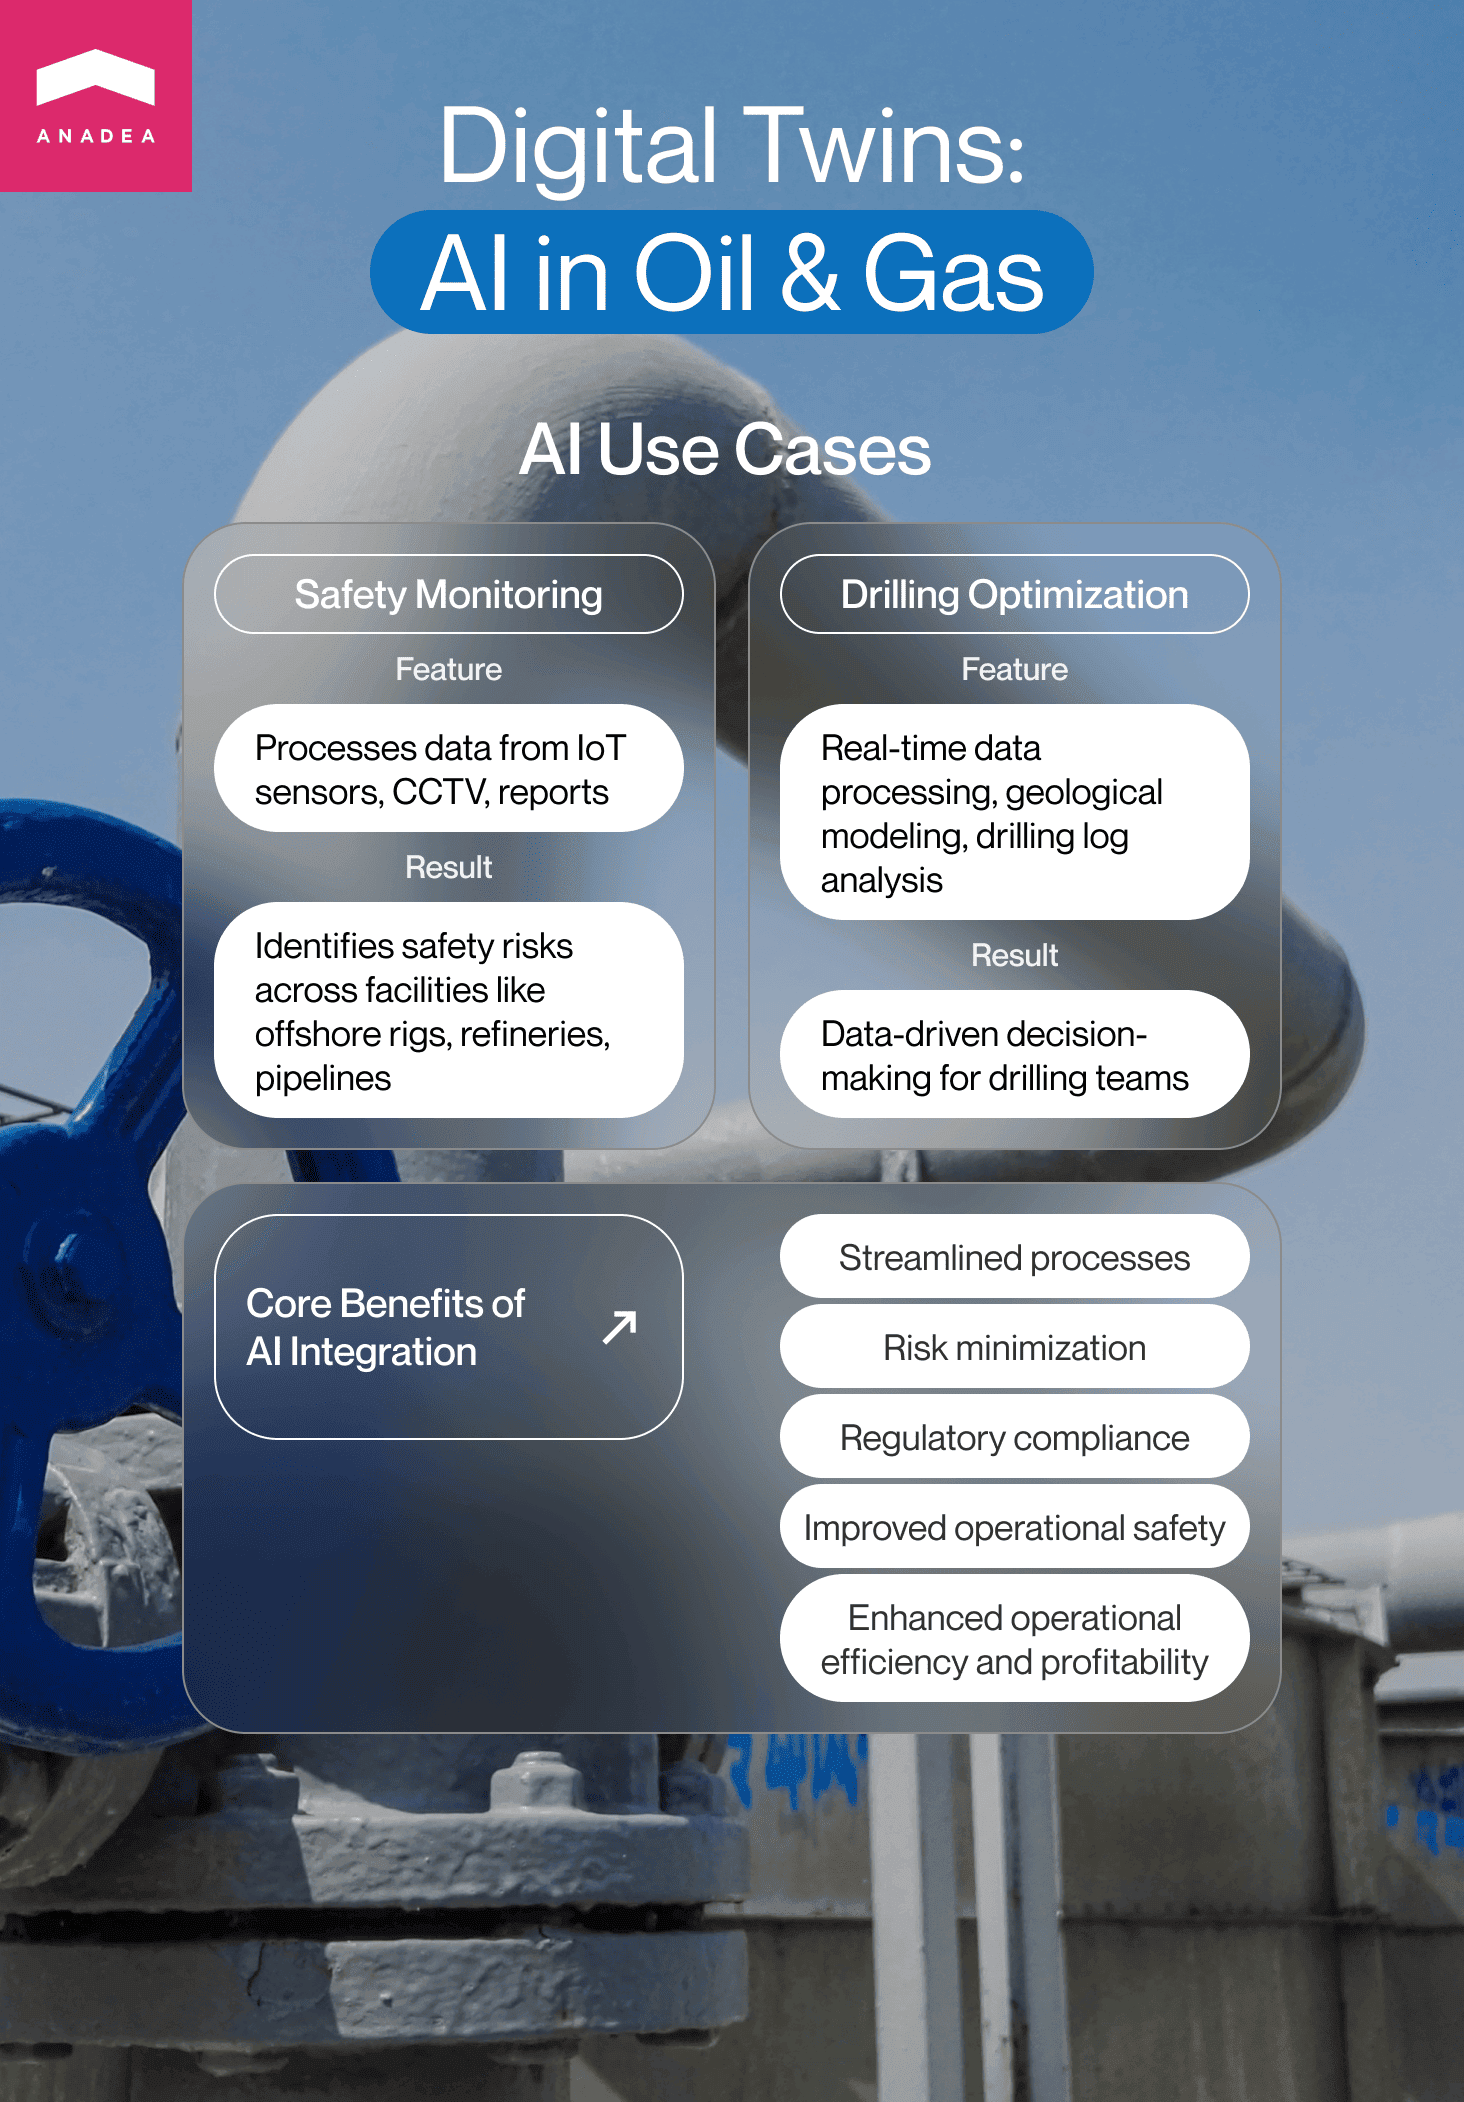 ANADEA
Digital Twins:
AI in Oil & Gas
AI Use Cases
Safety Monitoring
Feature
Processes data from IoT
sensors, CCTV, reports
Result
Identifies safety risks
across facilities like
offshore rigs, refineries,
pipelines
Drilling Optimization
Feature
Real-time data
processing, geological
modeling, drilling log
analysis
Result
Data-driven decision-
making for drilling teams
Core Benefits of
AI Integration
Streamlined processes
Risk minimization
Regulatory compliance
Improved operational safety
Enhanced operational
efficiency and profitability